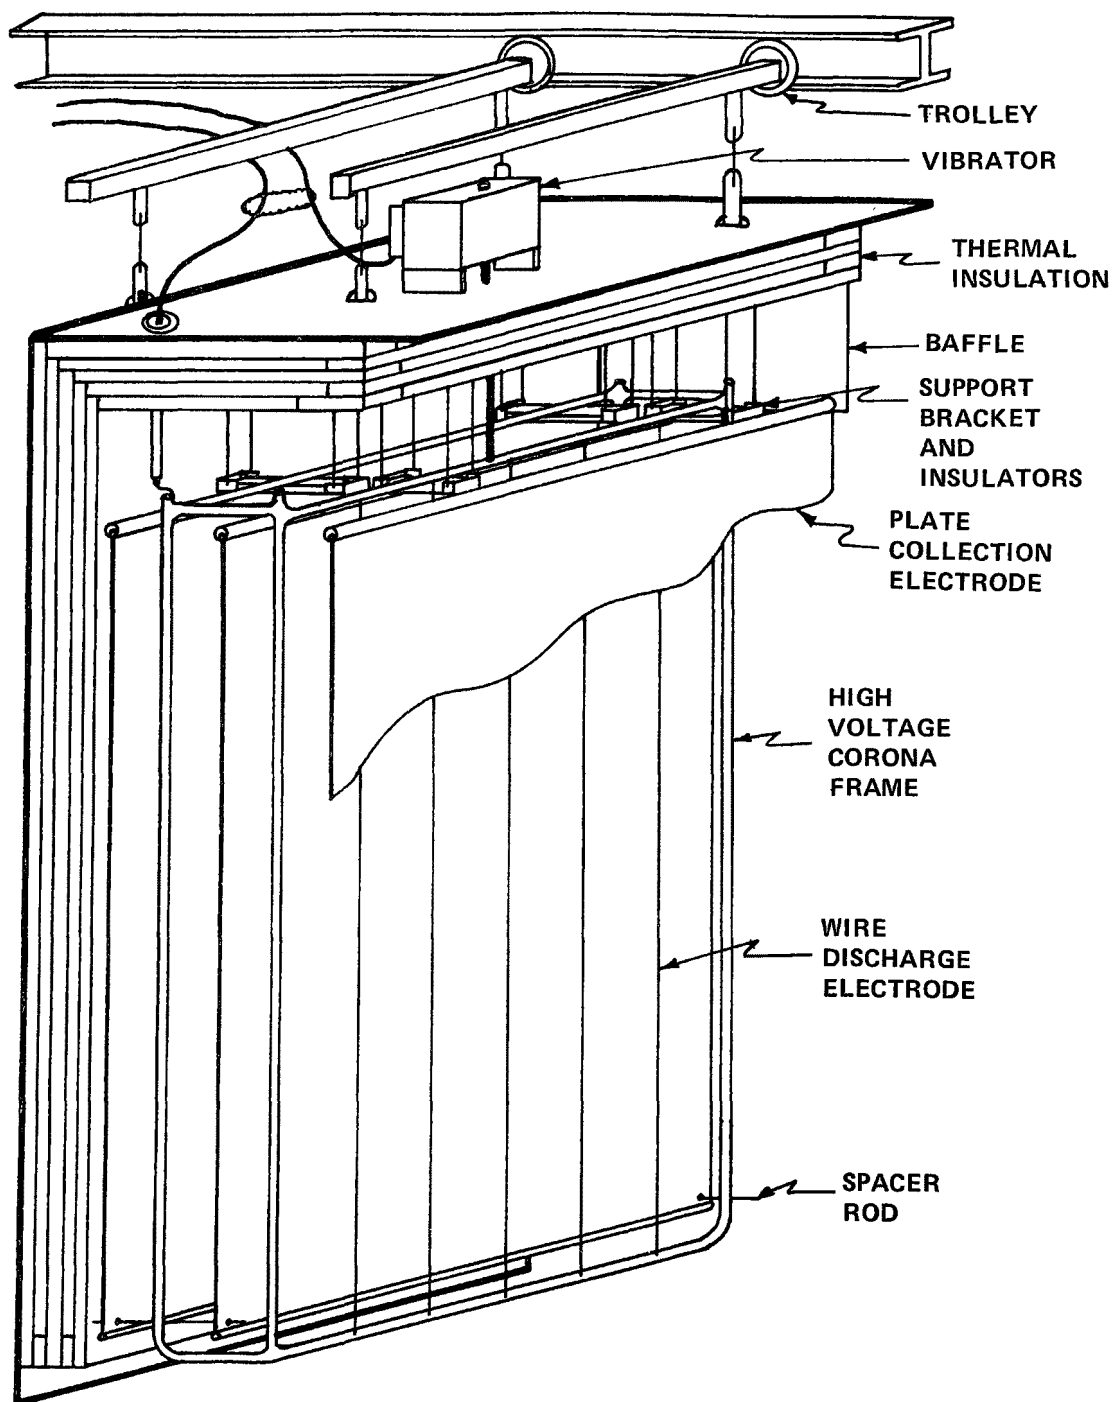 TROLLEY
VIBRATOR
THERMAL
INSULATION
BAFFLE
SUPPORT
BRACKET
AND
INSULATORS
PLATE
COLLECTION
ELECTRODE
HIGH
VOLTAGE
CORONA
FRAME
WIRE
DISCHARGE
ELECTRODE
SPACER
ROD